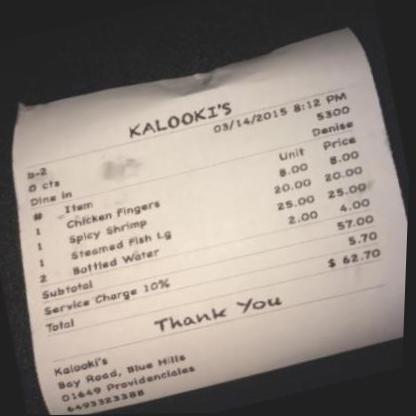 KALOOKI'S
03/14/2015 8:12 PM
b-2 5300
0 cts Denise
Dine in
# Item Unit Price
1 Chicken Fingers 8.00 8.00
1 Spicy Shrimp 20.00 20.00
1 Steamed Fish Lg 25.00 25.00
2 Bottled Water 2.00 4.00
Subtotal 57.00
Service Charge 10% 5.70
Total $ 62.70
Thank You
Kalooki's
Bay Road, Blue Hills
01649 Providenciales
6493323388